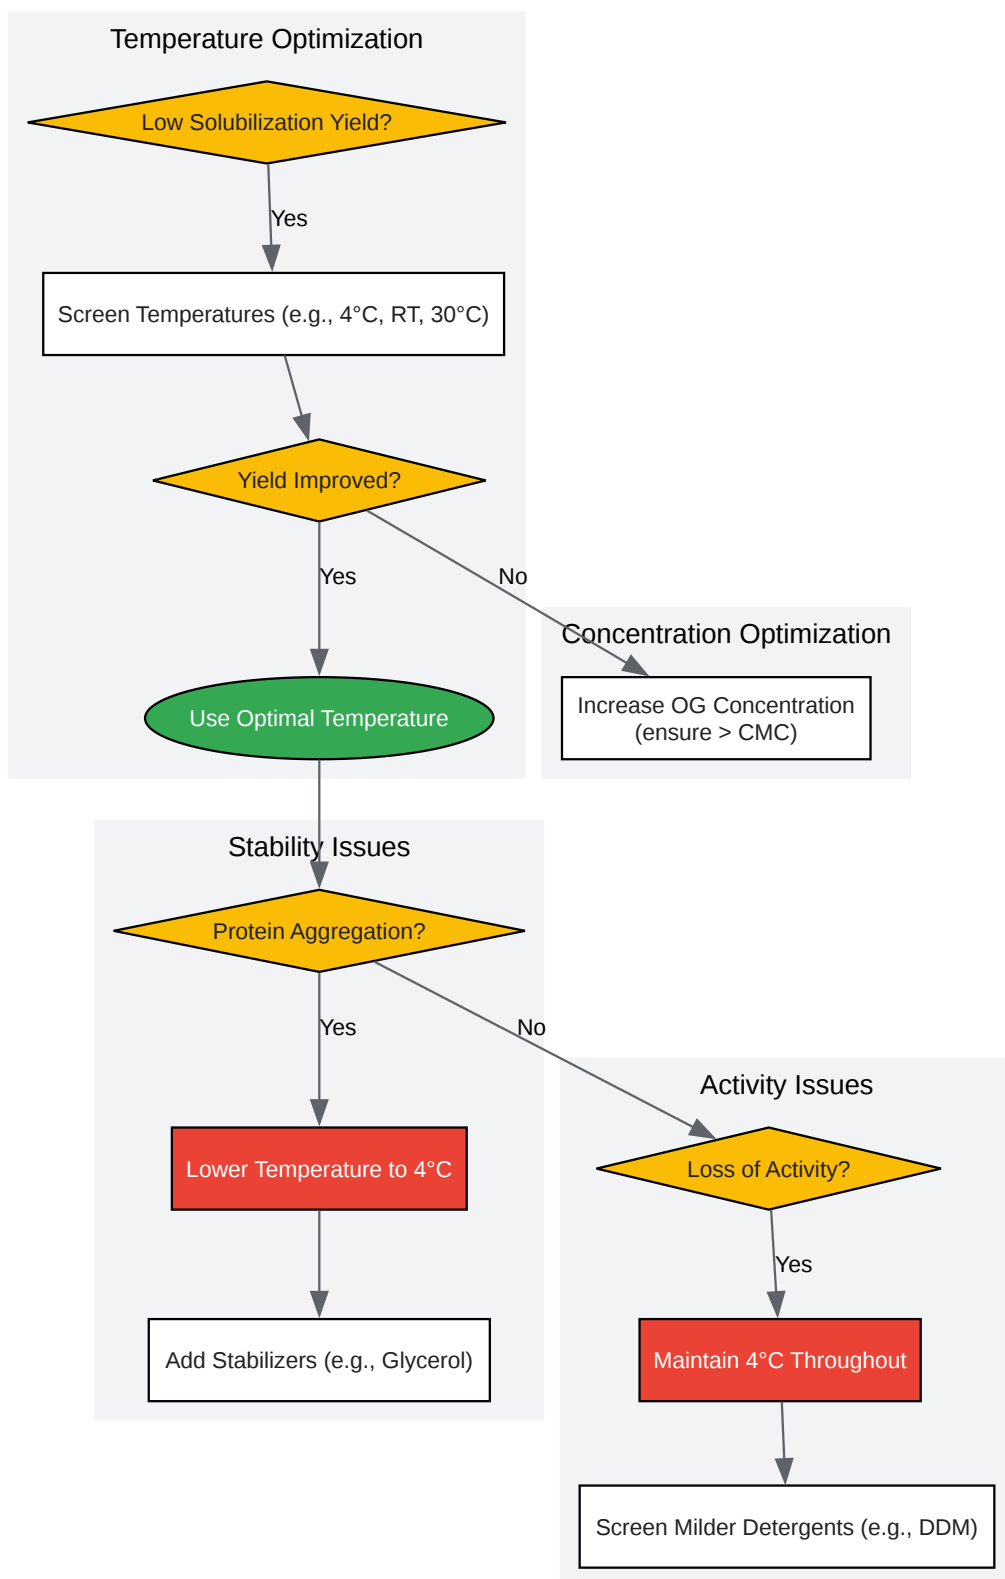 Temperature Optimization
Low Solubilization Yield?
Yes
Screen Temperatures (e.g., 4°C, RT, 30°C)
Yield Improved?
Yes
No
Concentration Optimization
Increase OG Concentration
(ensure > CMC)
Use Optimal Temperature
Stability Issues
Protein Aggregation?
Yes
No
Activity Issues
Loss of Activity?
Lower Temperature to 4°C
Yes
Add Stabilizers (e.g., Glycerol)
Maintain 4°C Throughout
Screen Milder Detergents (e.g., DDM)